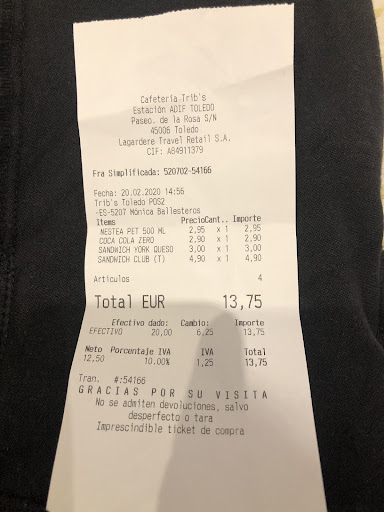 Cafetería Trib's
Estación ADIF TOLEDO
Paseo. de la Rosa S/N
45006 Toledo
Lagardere Travel Retail S.A.
CIF: A84911379
Fra Simplificada: 520702-54166
Fecha: 20.02.2020 14:56
Trib's Toledo POS2
-ES-5207 Mónica Ballesteros
Items PrecioCant.. Importe
NESTEA PET 500 ML 2,95 x 1 2,95
COCA COLA ZERO 2,90 x 1 2,90
SANDWICH YORK QUESO 3,00 x 1 3,00
SANDWICH CLUB (T) 4,90 x 1 4,90
Artículos 4
Total EUR 13,75
Efectivo dado: Cambio: Importe
EFECTIVO 20,00 6,25 13,75
Neto Porcentaje IVA IVA Total
12,50 10.00% 1,25 13,75
Tran. #:54166
GRACIAS POR SU VISITA
No se admiten devoluciones, salvo
desperfecto o tara
Imprescindible ticket de compra